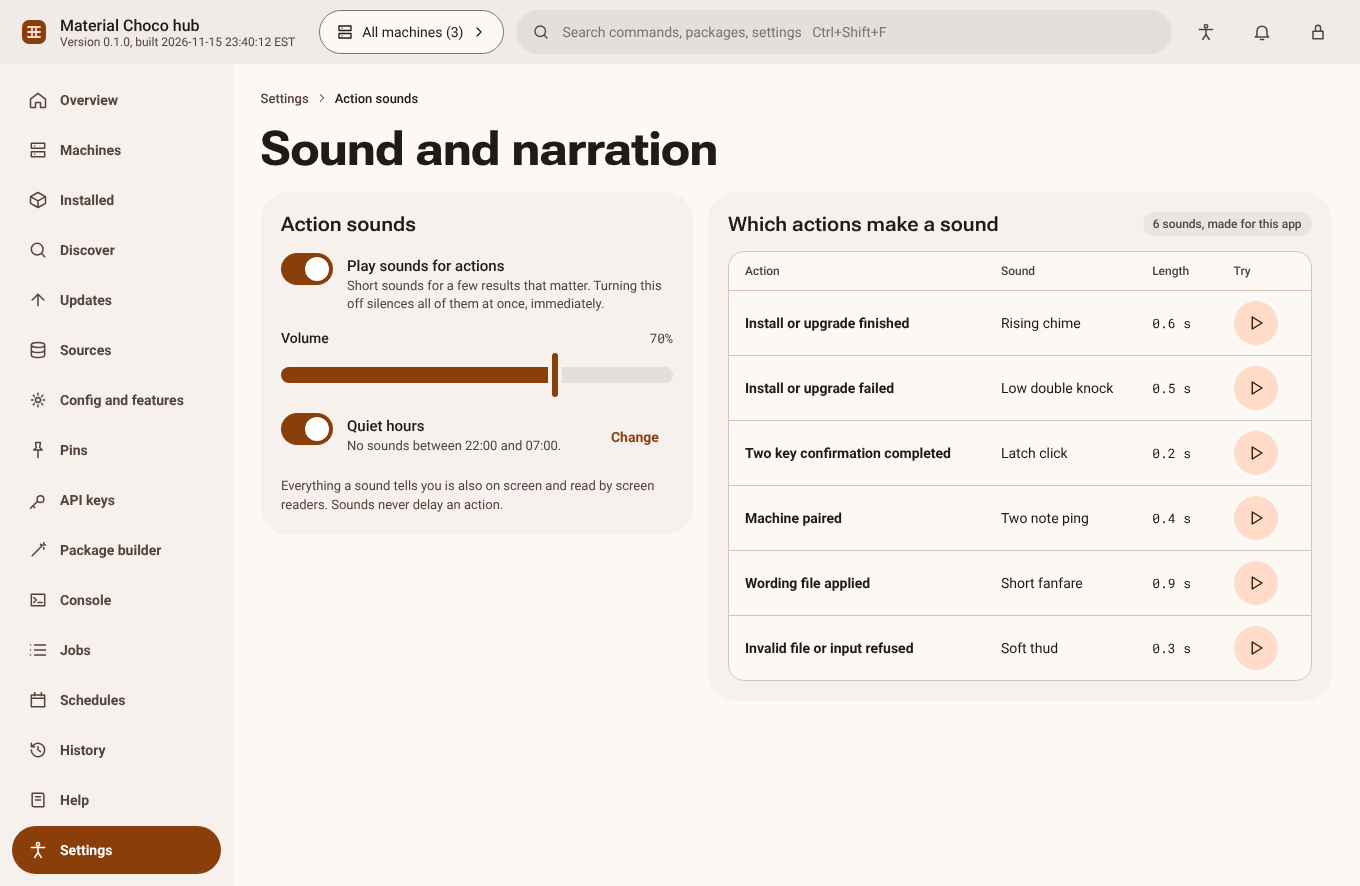 Material Choco hub
Version 0.1.0, built 2026-11-15 23:40:12 EST
All machines (3)
Search commands, packages, settings Ctrl+Shift+F
Overview
Machines
Installed
Discover
Updates
Sources
Config and features
Pins
API keys
Package builder
Console
Jobs
Schedules
History
Help
Settings
Settings
Action sounds
Sound and narration
Action sounds
Play sounds for actions
Short sounds for a few results that matter. Turning this
off silences all of them at once, immediately.
Volume 70%
Quiet hours
No sounds between 22:00 and 07:00.
Change
Everything a sound tells you is also on screen and read by screen
readers. Sounds never delay an action.
Which actions make a sound
6 sounds, made for this app
Action Sound Length Try
Install or upgrade finished Rising chime 0.6 s
Install or upgrade failed Low double knock 0.5 s
Two key confirmation completed Latch click 0.2 s
Machine paired Two note ping 0.4 s
Wording file applied Short fanfare 0.9 s
Invalid file or input refused Soft thud 0.3 s